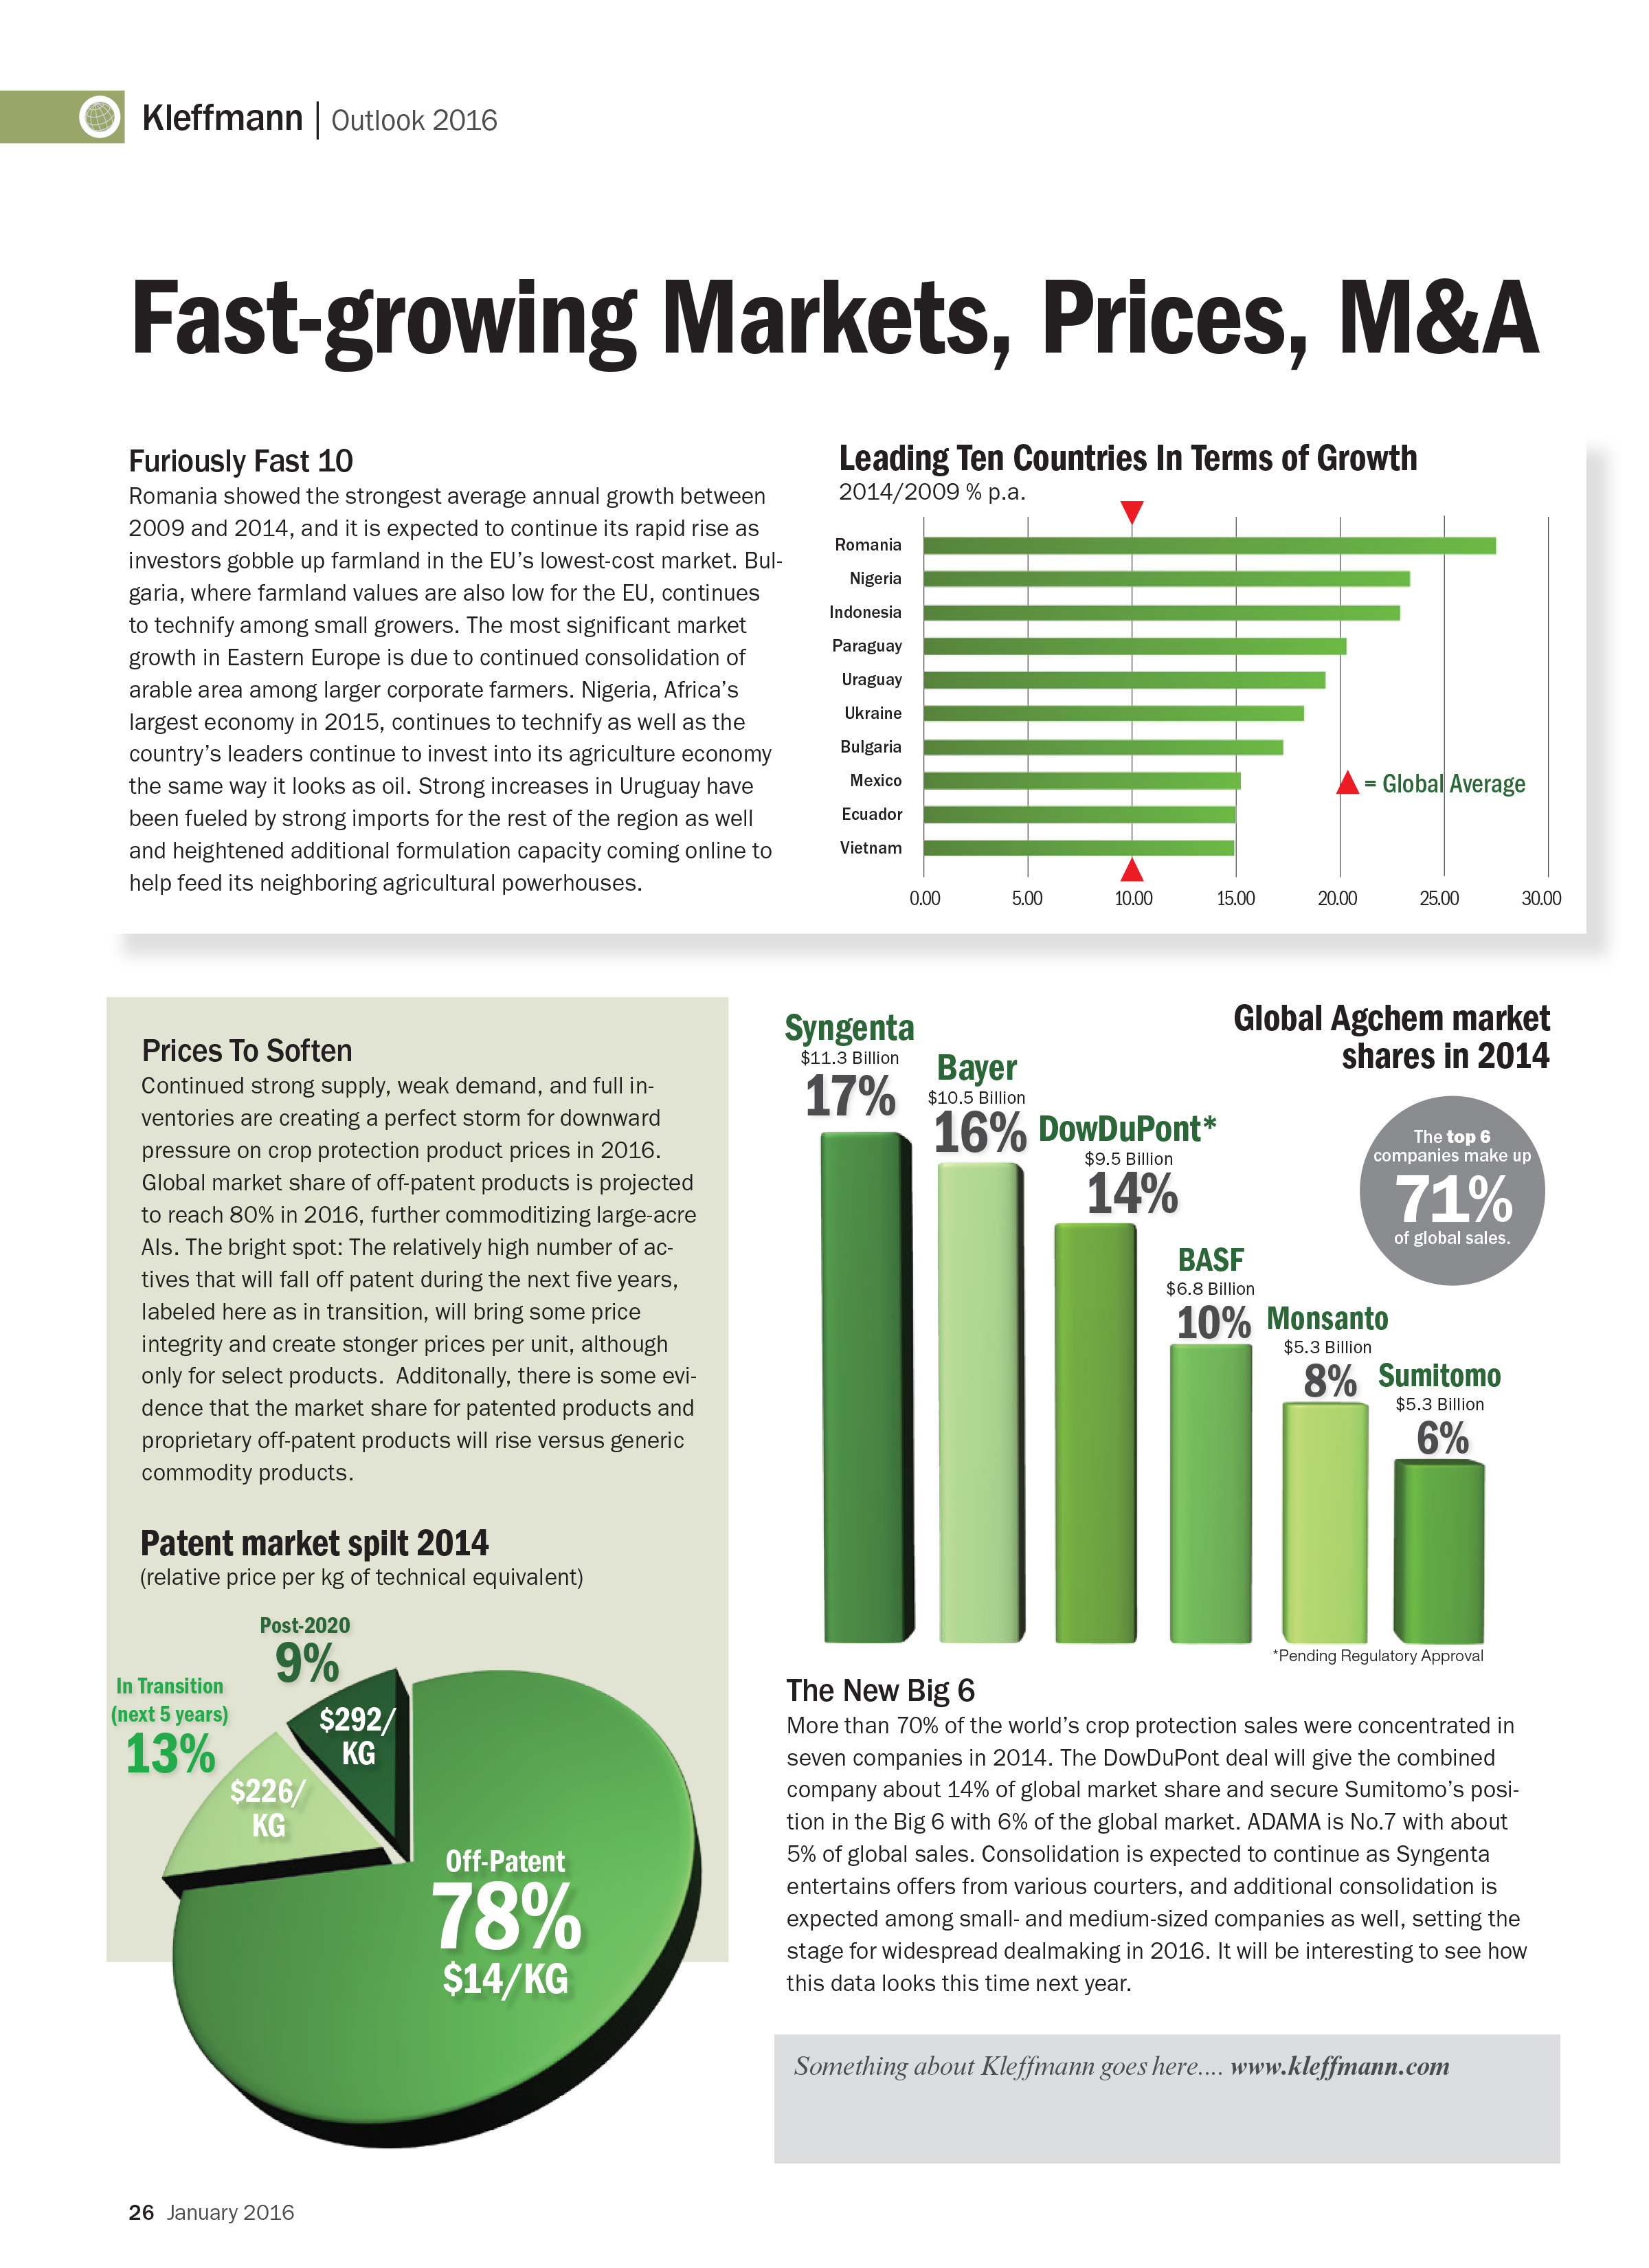 Kleffmann | Outlook 2016
Fast-growing Markets, Prices, M&A
Furiously Fast 10
Romania showed the strongest average annual growth between
2009 and 2014, and it is expected to continue its rapid rise as
investors gobble up farmland in the EU's lowest-cost market. Bul-
garia, where farmland values are also low for the EU, continues
to technify among small growers. The most significant market
growth in Eastern Europe is due to continued consolidation of
arable area among larger corporate farmers. Nigeria, Africa's
largest economy in 2015, continues to technify as well as the
country's leaders continue to invest into its agriculture economy
the same way it looks as oil. Strong increases in Uruguay have
been fueled by strong imports for the rest of the region as well
and heightened additional formulation capacity coming online to
help feed its neighboring agricultural powerhouses.
Leading Ten Countries In Terms of Growth
2014/2009 % p.a.
Romania
Nigeria
Indonesia
Paraguay
Uraguay
Ukraine
Bulgaria
Mexico
Ecuador
Vietnam
= Global Average
0.00 5.00 10.00 15.00 20.00 25.00 30.00
Prices To Soften
Continued strong supply, weak demand, and full in-
ventories are creating a perfect storm for downward
pressure on crop protection product prices in 2016.
Global market share of off-patent products is projected
to reach 80% in 2016, further commoditizing large-acre
AIs. The bright spot: The relatively high number of ac-
tives that will fall off patent during the next five years,
labeled here as in transition, will bring some price
integrity and create stonger prices per unit, although
only for select products.  Additonally, there is some evi-
dence that the market share for patented products and
proprietary off-patent products will rise versus generic
commodity products.
Patent market spilt 2014
(relative price per kg of technical equivalent)
Post-2020
9%
$292/
KG
In Transition
(next 5 years)
13%
$226/
KG
Off-Patent
78%
$14/KG
Global Agchem market
shares in 2014
Syngenta
$11.3 Billion
17%
Bayer
$10.5 Billion
16%
DowDuPont*
$9.5 Billion
14%
BASF
$6.8 Billion
10%
Monsanto
$5.3 Billion
8%
Sumitomo
$5.3 Billion
6%
The top 6
companies make up
71%
of global sales.
*Pending Regulatory Approval
The New Big 6
More than 70% of the world's crop protection sales were concentrated in
seven companies in 2014. The DowDuPont deal will give the combined
company about 14% of global market share and secure Sumitomo's posi-
tion in the Big 6 with 6% of the global market. ADAMA is No.7 with about
5% of global sales. Consolidation is expected to continue as Syngenta
entertains offers from various courters, and additional consolidation is
expected among small- and medium-sized companies as well, setting the
stage for widespread dealmaking in 2016. It will be interesting to see how
this data looks this time next year.
Something about Kleffmann goes here.... www.kleffmann.com
26 January 2016